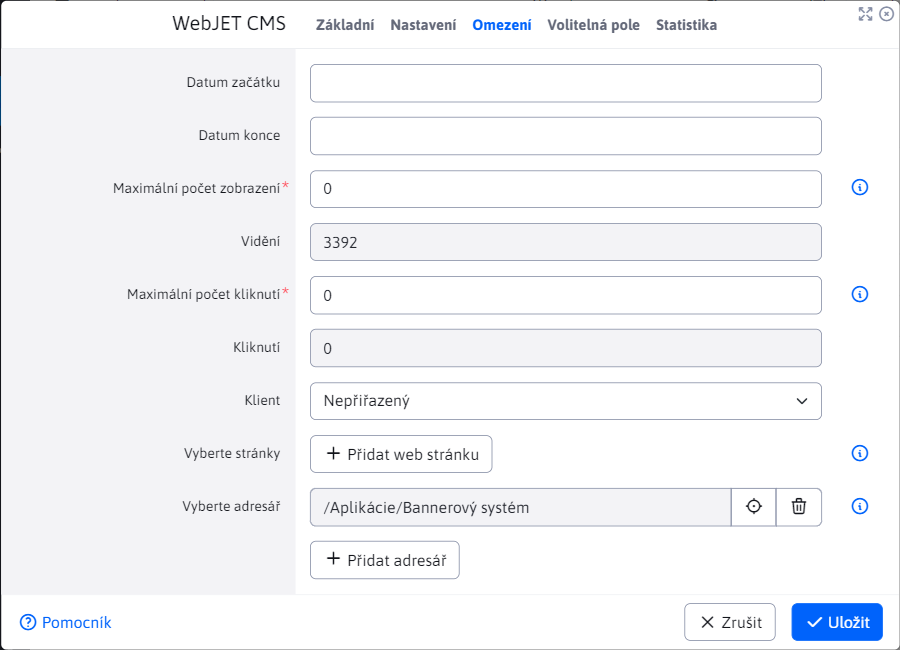 WebJET CMS
Základní Nastavení Omezení Volitelná pole Statistika
Datum začátku
Datum konce
Maximální počet zobrazení* 0
Vidění 3392
Maximální počet kliknutí* 0
Kliknutí 0
Klient Nepřiřazený
Vyberte stránky + Přidat web stránku
Vyberte adresář /Aplikácie/Bannerový systém
+ Přidat adresář
Pomocník Zrušit Uložit